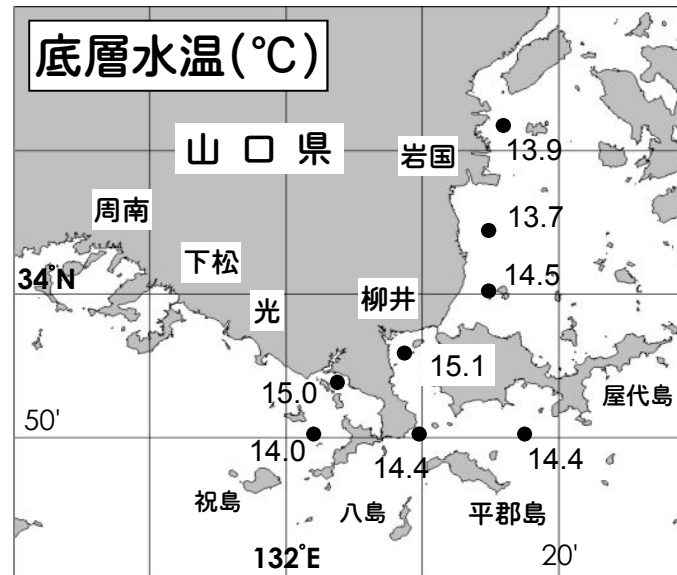 底層水温(℃)
山口県
岩国
13.9
周南
13.7
下松
34°N
14.5
光
柳井
15.1
15.0
屋代島
50'
14.0
14.4
14.4
祝島
八島
平郡島
132°E
20'